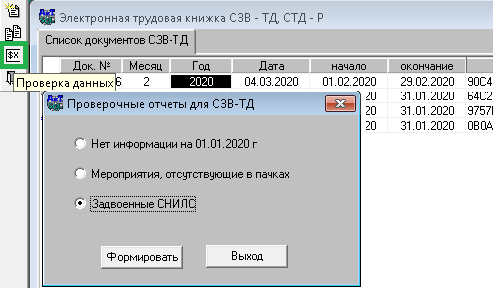 Электронная трудовая книжка СЗВ - ТД, СТД - Р
Список документов СЗВ-ТД
Док. № Месяц Год Дата начало окончание
$X
6 2 2020 04.03.2020 01.02.2020 29.02.2020 90C4
Проверка данных
20 31.01.2020 64C2
Проверочные отчеты для СЗВ-ТД
20 31.01.2020 9757
20 31.01.2020 0B0A
Нет информации на 01.01.2020 г
Мероприятия, отсутствующие в пачках
Задвоенные СНИЛС
Формировать Выход